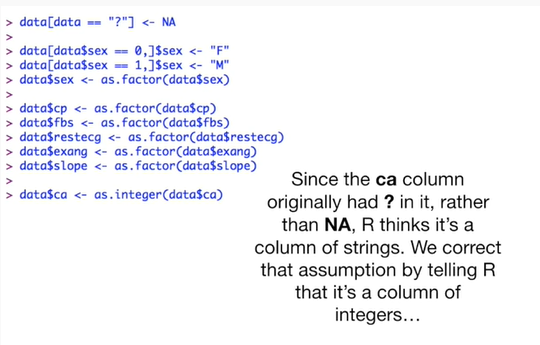 > data[data == "?"] <- NA
>
> data[data$sex == 0,]$sex <- "F"
> data[data$sex == 1,]$sex <- "M"
> data$sex <- as.factor(data$sex)
>
> data$cp <- as.factor(data$cp)
> data$fbs <- as.factor(data$fbs)
> data$restecg <- as.factor(data$restecg)
> data$exang <- as.factor(data$exang)
> data$slope <- as.factor(data$slope)
>
> data$ca <- as.integer(data$ca)
Since the ca column
originally had ? in it, rather
than NA, R thinks it's a
column of strings. We correct
that assumption by telling R
that it's a column of
integers…